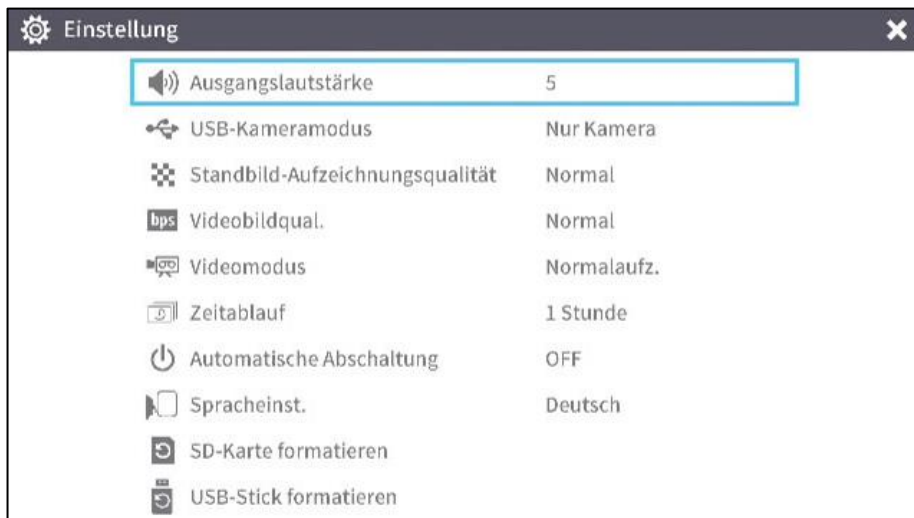 Einstellung
Ausgangslautstärke 5
USB-Kameramodus Nur Kamera
Standbild-Aufzeichnungsqualität Normal
bps Videobildqual. Normal
Videomodus Normalaufz.
Zeitablauf 1 Stunde
Automatische Abschaltung OFF
Spracheinst. Deutsch
SD-Karte formatieren
USB-Stick formatieren